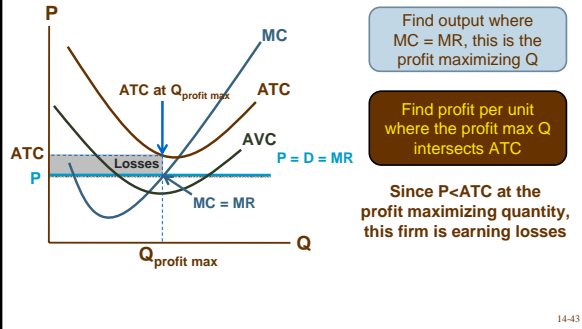 P
MC
ATC at Qprofit max
ATC
AVC
ATC
Losses
P = D = MR
P
MC = MR
Q
Qprofit max
Find output where
MC = MR, this is the
profit maximizing Q
Find profit per unit
where the profit max Q
intersects ATC
Since P<ATC at the
profit maximizing quantity,
this firm is earning losses
14-43